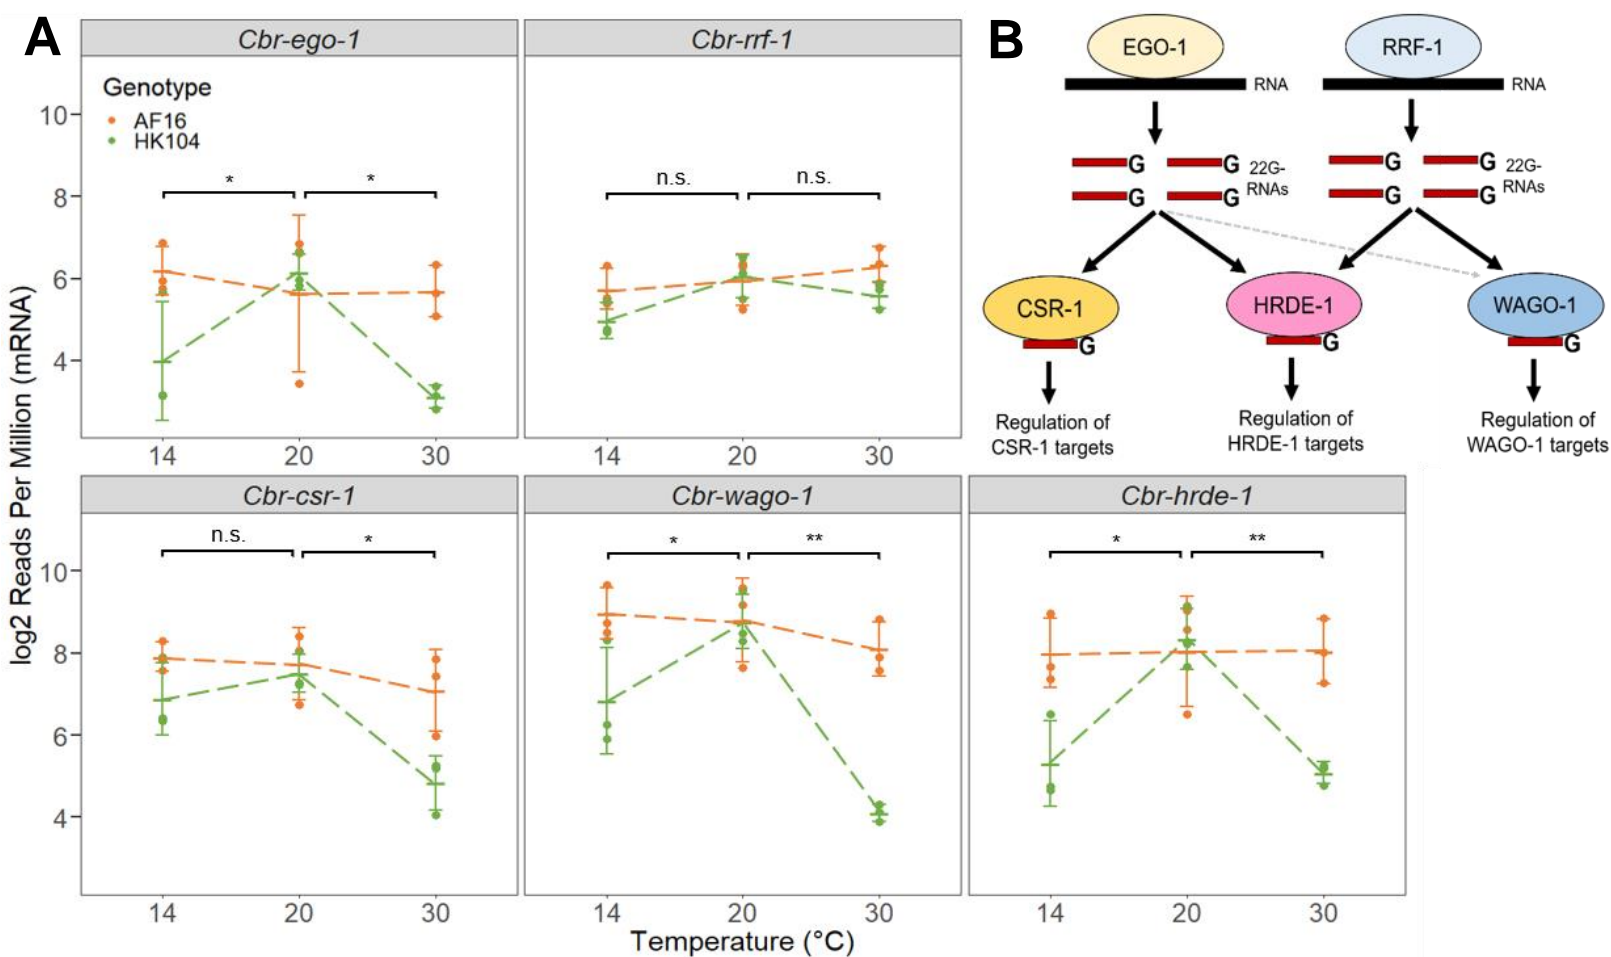 A
Cbr-ego-1
Cbr-rrf-1
Genotype
AF16
HK104
10
8
6
4
* *
n.s. n.s.
14 20 30
14 20 30
Cbr-csr-1
Cbr-wago-1
Cbr-hrde-1
n.s. *
* **
* **
10
8
6
4
14 20 30
14 20 30
14 20 30
log2 Reads Per Million (mRNA)
Temperature (°C)
B
EGO-1
RRF-1
RNA
RNA
G G
G G
22G-
RNAs
G G
G G
22G-
RNAs
CSR-1
HRDE-1
WAGO-1
G
G
G
Regulation of
CSR-1 targets
Regulation of
HRDE-1 targets
Regulation of
WAGO-1 targets